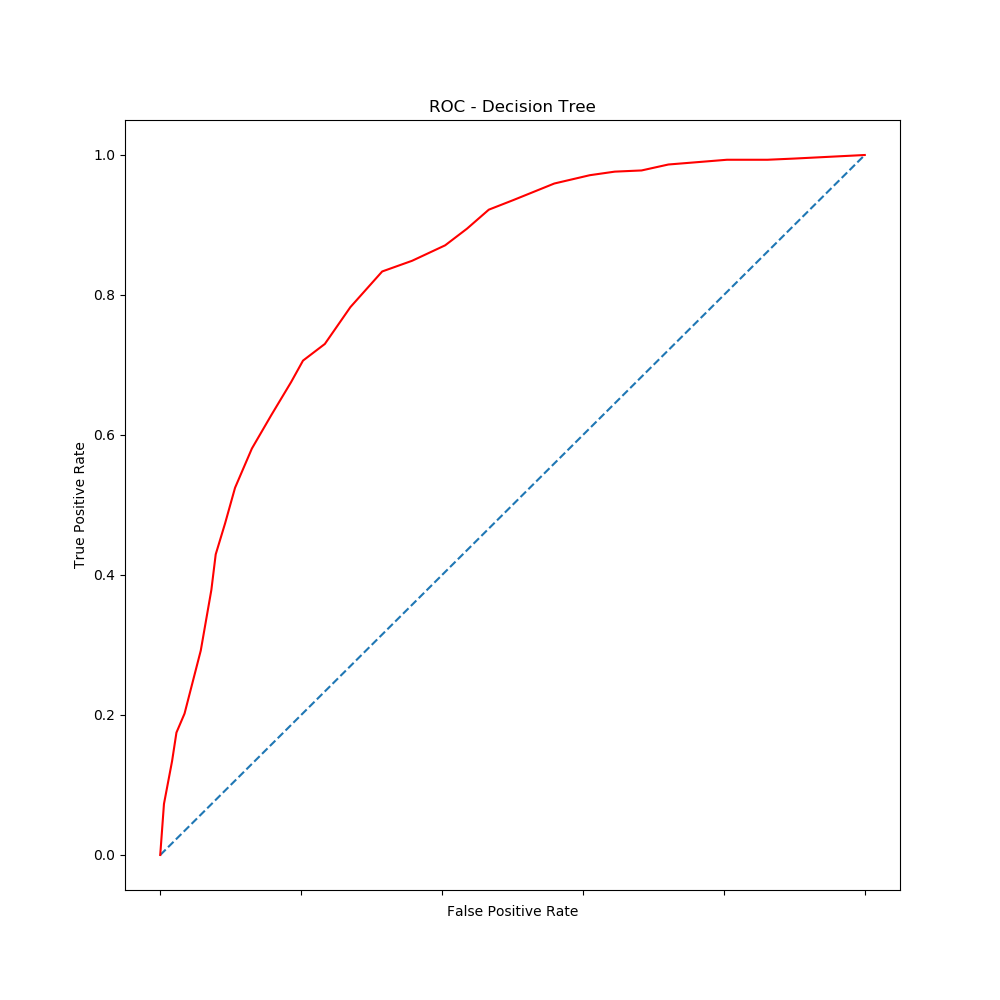 ROC - Decision Tree
1.0
0.8
0.6
0.4
0.2
0.0
True Positive Rate
False Positive Rate